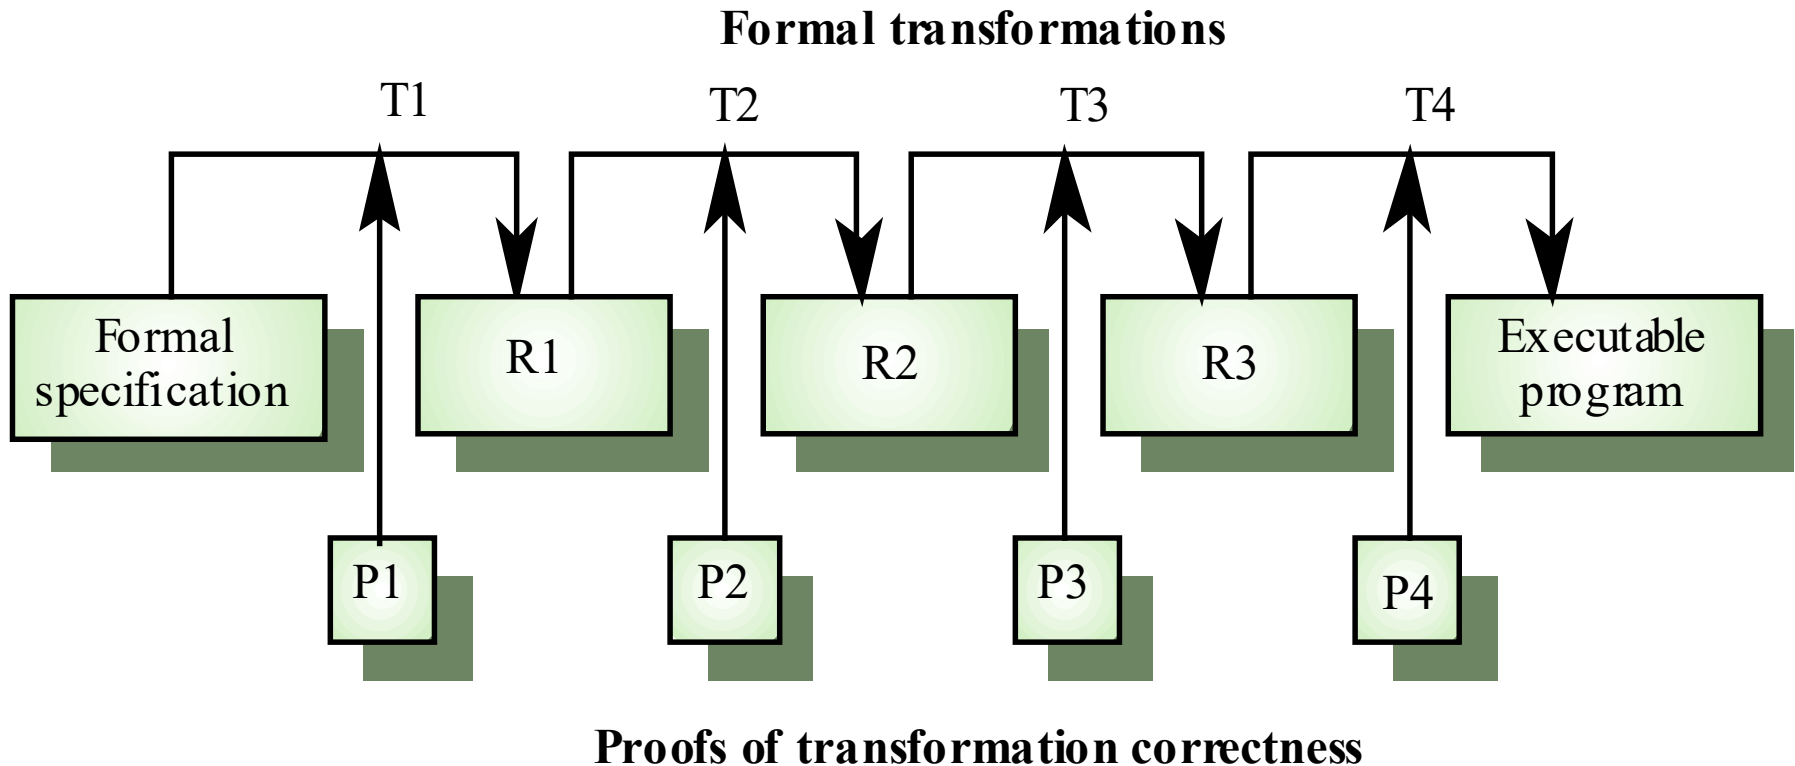 Formal transformations
T1
T2
T3
T4
Formal
specification
R1
R2
R3
Executable
program
P1
P2
P3
P4
Proofs of transformation correctness